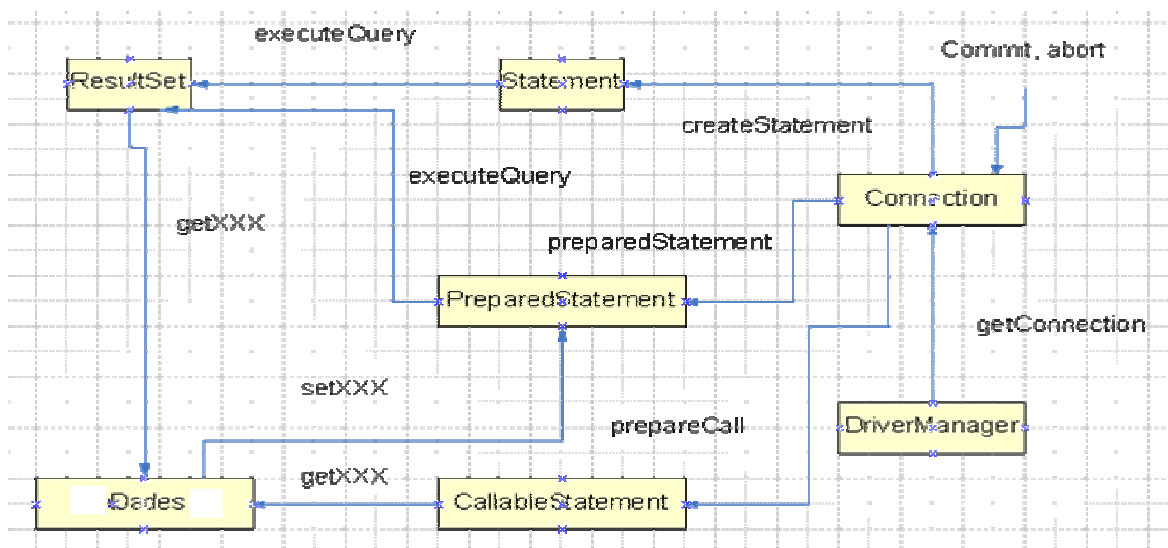 executeQuery
Commit, abort
ResultSet
Statement
createStatement
executeQuery
Connection
getXXX
preparedStatement
PreparedStatement
getConnection
setXXX
prepareCall
DriverManager
getXXX
Dades
CallableStatement